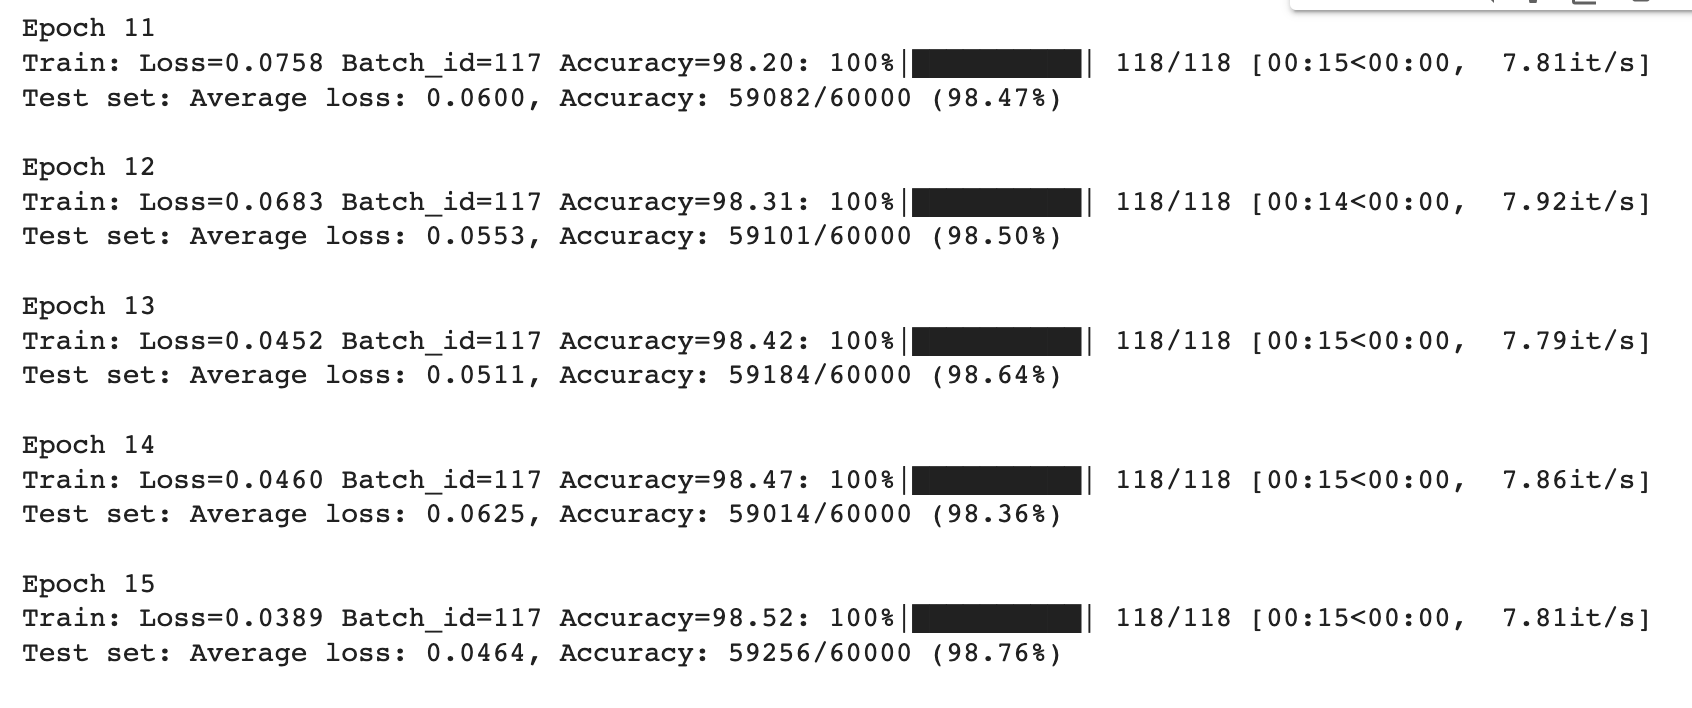 Epoch 11
Train: Loss=0.0758 Batch_id=117 Accuracy=98.20: 100%|██████████| 118/118 [00:15<00:00,  7.81it/s]
Test set: Average loss: 0.0600, Accuracy: 59082/60000 (98.47%)
Epoch 12
Train: Loss=0.0683 Batch_id=117 Accuracy=98.31: 100%|██████████| 118/118 [00:14<00:00,  7.92it/s]
Test set: Average loss: 0.0553, Accuracy: 59101/60000 (98.50%)
Epoch 13
Train: Loss=0.0452 Batch_id=117 Accuracy=98.42: 100%|██████████| 118/118 [00:15<00:00,  7.79it/s]
Test set: Average loss: 0.0511, Accuracy: 59184/60000 (98.64%)
Epoch 14
Train: Loss=0.0460 Batch_id=117 Accuracy=98.47: 100%|██████████| 118/118 [00:15<00:00,  7.86it/s]
Test set: Average loss: 0.0625, Accuracy: 59014/60000 (98.36%)
Epoch 15
Train: Loss=0.0389 Batch_id=117 Accuracy=98.52: 100%|██████████| 118/118 [00:15<00:00,  7.81it/s]
Test set: Average loss: 0.0464, Accuracy: 59256/60000 (98.76%)